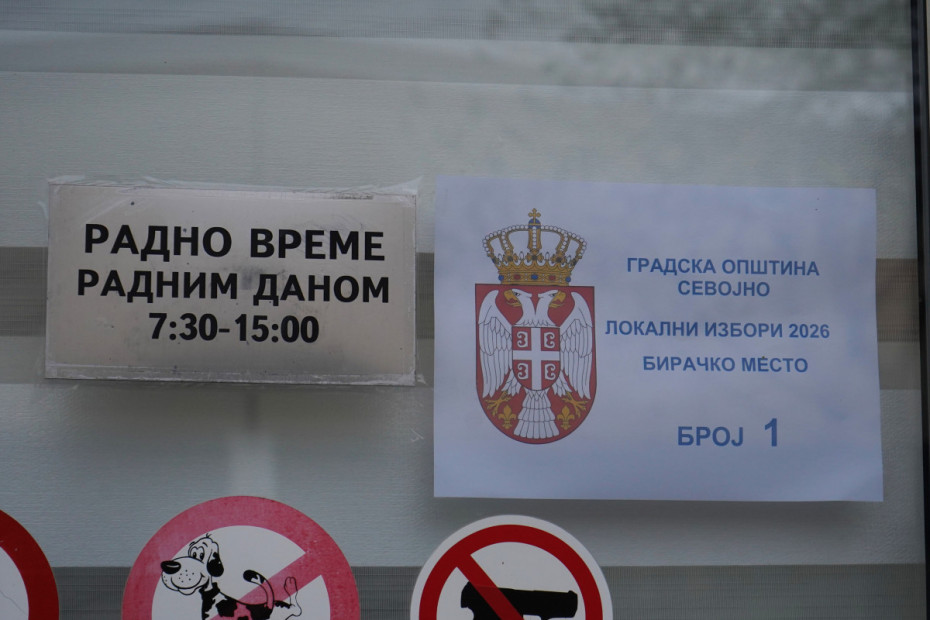 РАДНО ВРЕМЕ
РАДНИМ ДАНОМ
7:30-15:00
ГРАДСКА ОПШТИНА
СЕВОЈНО
ЛОКАЛНИ ИЗБОРИ 2026
БИРАЧКО МЕСТО
БРОЈ 1